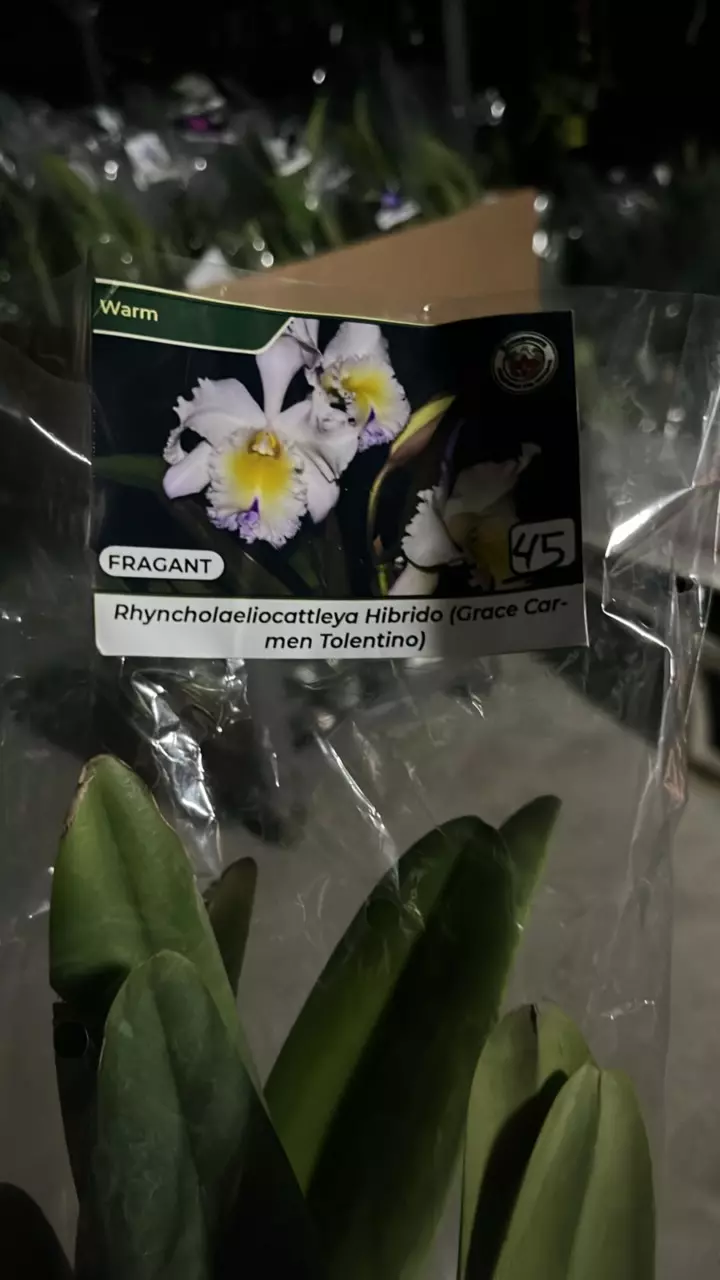 Warm
45
FRAGANT
Rhyncholaeliocattleya Hibrido (Grace Car-
men Tolentino)